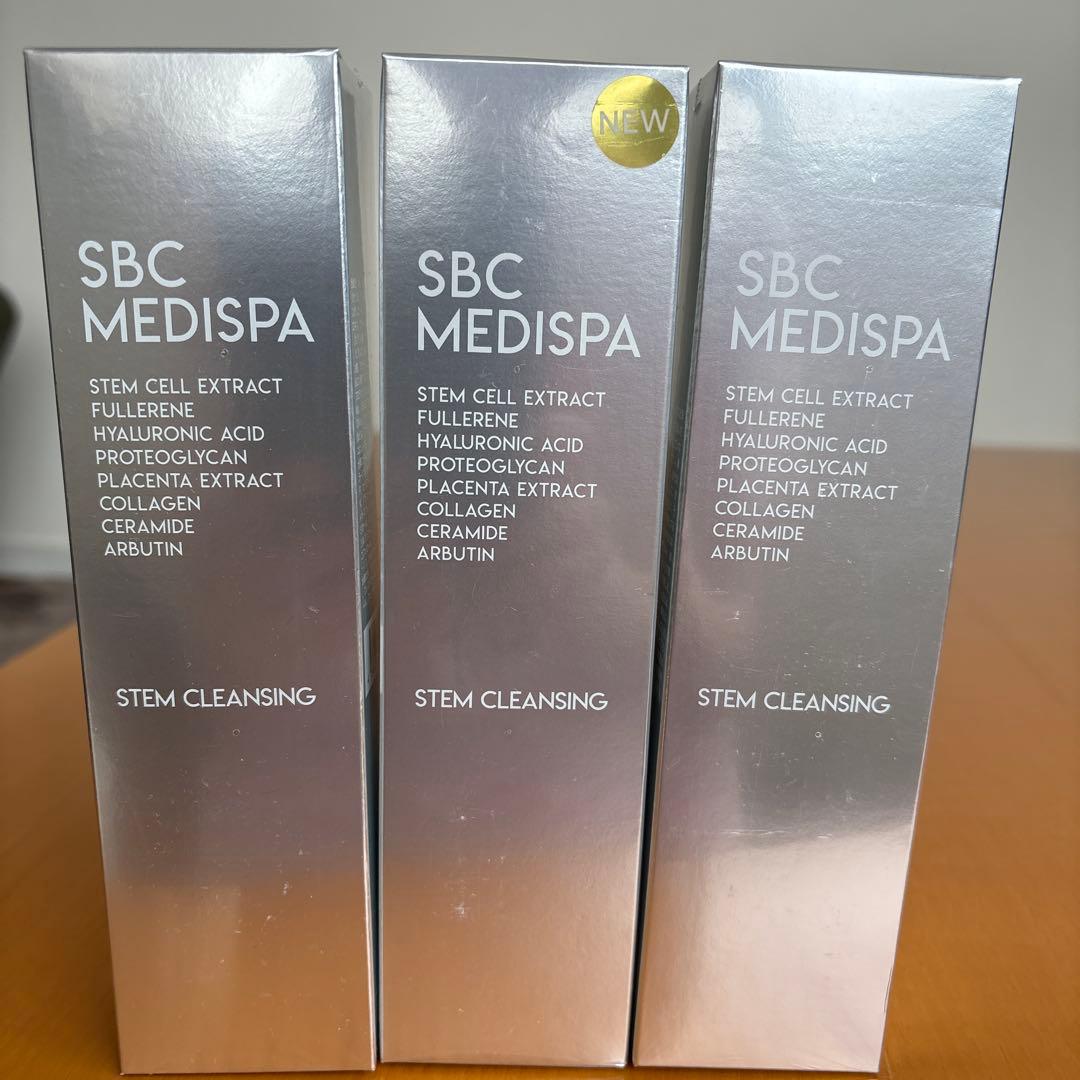 SBC
MEDISPA
STEM CELL EXTRACT
FULLERENE
HYALURONIC ACID
PROTEOGLYCAN
PLACENTA EXTRACT
COLLAGEN
CERAMIDE
ARBUTIN
STEM CLEANSING
NEW
SBC
MEDISPA
STEM CELL EXTRACT
FULLERENE
HYALURONIC ACID
PROTEOGLYCAN
PLACENTA EXTRACT
COLLAGEN
CERAMIDE
ARBUTIN
STEM CLEANSING
SBC
MEDISPA
STEM CELL EXTRACT
FULLERENE
HYALURONIC ACID
PROTEOGLYCAN
PLACENTA EXTRACT
COLLAGEN
CERAMIDE
ARBUTIN
STEM CLEANSING